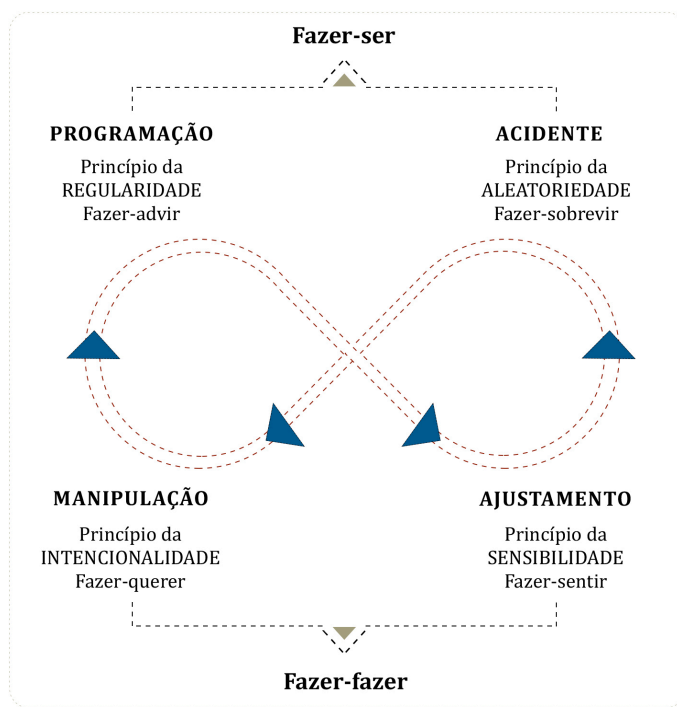 Fazer-ser
PROGRAMAÇÃO
Princípio da
REGULARIDADE
Fazer-advir
ACIDENTE
Princípio da
ALEATORIEDADE
Fazer-sobrevir
MANIPULAÇÃO
Princípio da
INTENCIONALIDADE
Fazer-querer
AJUSTAMENTO
Princípio da
SENSIBILIDADE
Fazer-sentir
Fazer-fazer